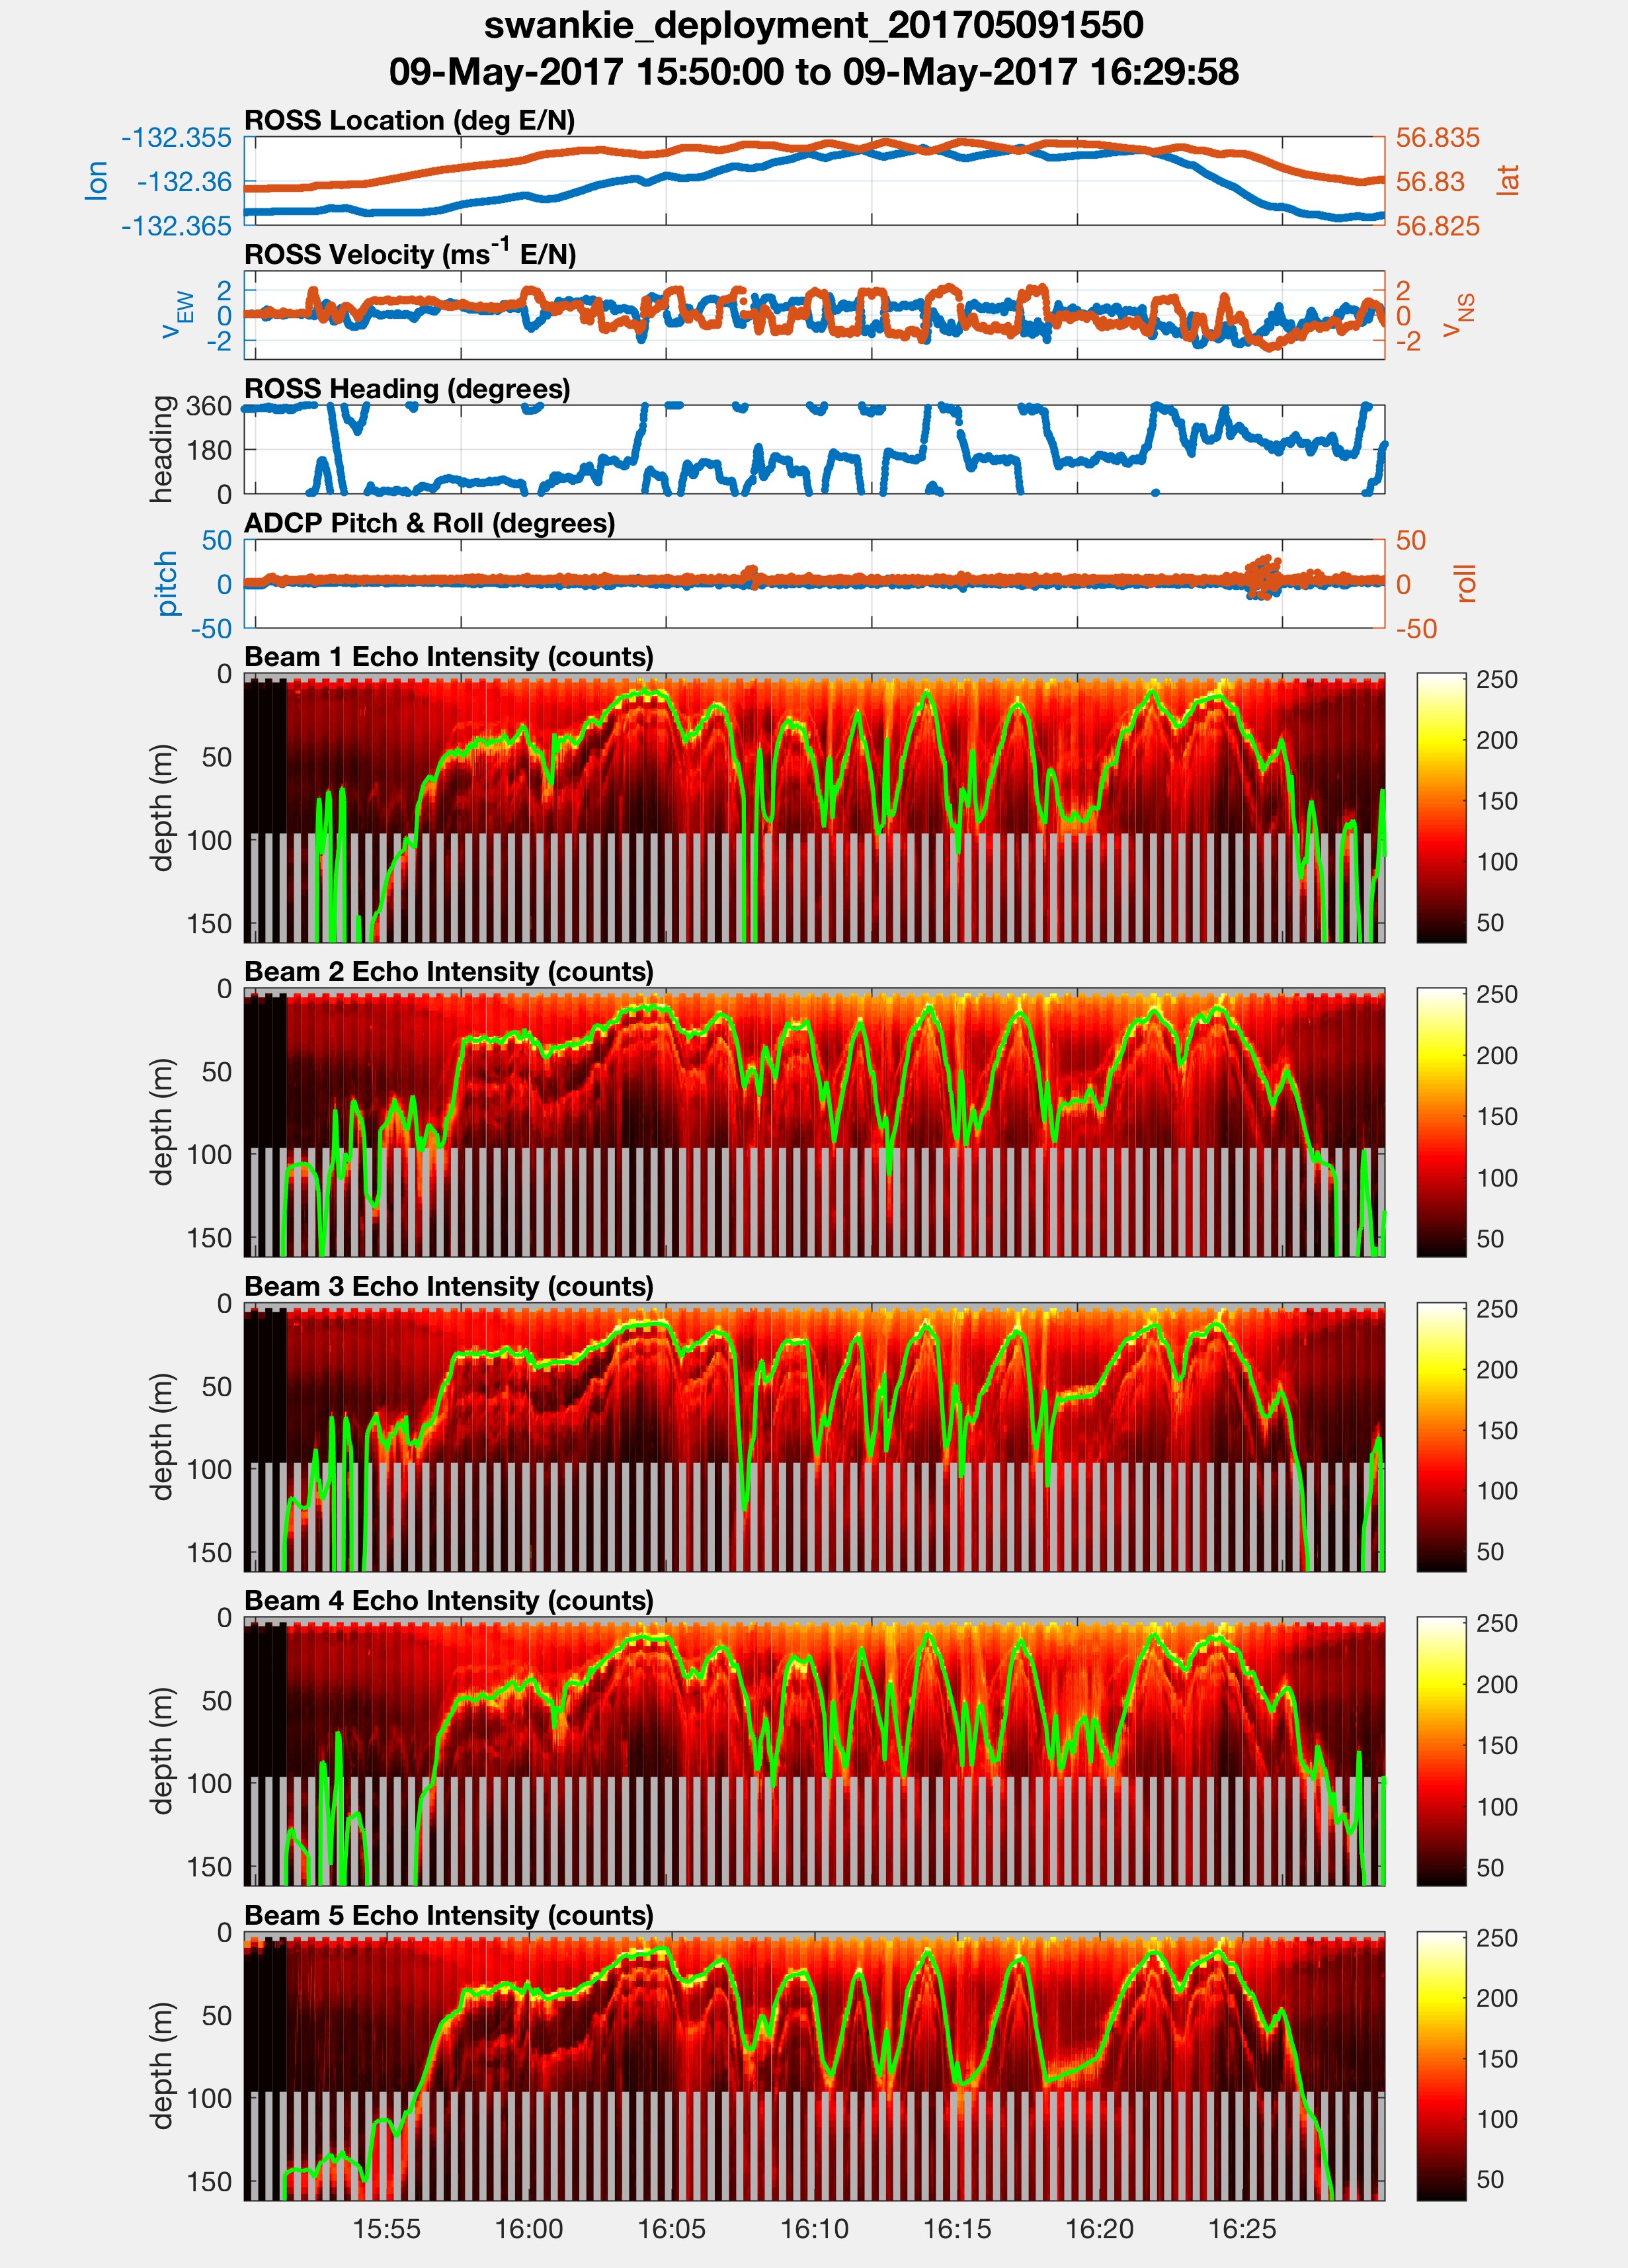 swankie_deployment_201705091550
09-May-2017 15:50:00 to 09-May-2017 16:29:58
ROSS Location (deg E/N)
-132.355
-132.36
-132.365
lon
56.835
56.83
56.825
lat
ROSS Velocity (ms-1 E/N)
2
0
-2
vEW
2
0
-2
vNS
ROSS Heading (degrees)
360
180
0
heading
ADCP Pitch & Roll (degrees)
50
0
-50
pitch
50
0
-50
roll
Beam 1 Echo Intensity (counts)
0
50
100
150
depth (m)
250
200
150
100
50
Beam 2 Echo Intensity (counts)
0
50
100
150
depth (m)
250
200
150
100
50
Beam 3 Echo Intensity (counts)
0
50
100
150
depth (m)
250
200
150
100
50
Beam 4 Echo Intensity (counts)
0
50
100
150
depth (m)
250
200
150
100
50
Beam 5 Echo Intensity (counts)
0
50
100
150
depth (m)
250
200
150
100
50
15:55 16:00 16:05 16:10 16:15 16:20 16:25